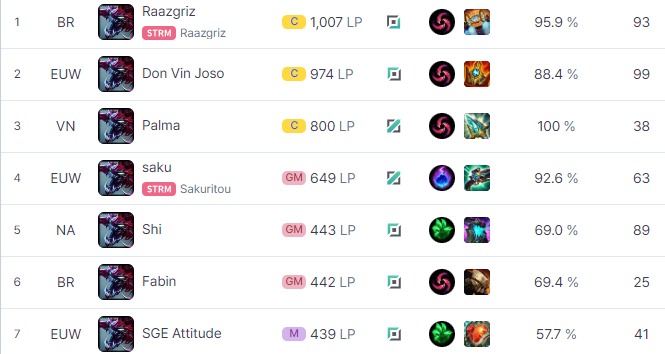 1 BR Raazgriz C 1,007 LP 95.9 % 93
STRM Raazgriz
2 EUW Don Vin Joso C 974 LP 88.4 % 99
3 VN Palma C 800 LP 100 % 38
4 EUW saku GM 649 LP 92.6 % 63
STRM Sakuritou
5 NA Shi GM 443 LP 69.0 % 89
6 BR Fabin GM 442 LP 69.4 % 25
7 EUW SGE Attitude M 439 LP 57.7 % 41